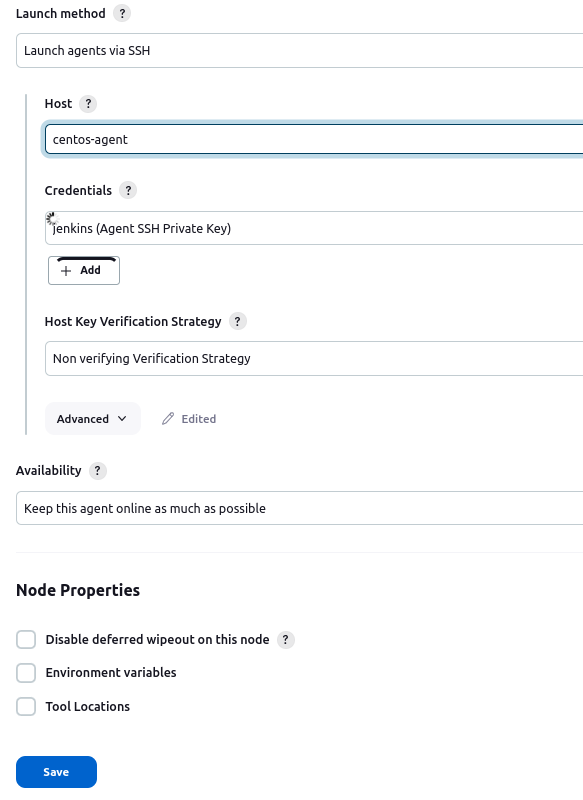 Launch method ?
Launch agents via SSH
Host ?
centos-agent
Credentials ?
jenkins (Agent SSH Private Key)
+ Add
Host Key Verification Strategy ?
Non verifying Verification Strategy
Advanced Edited
Availability ?
Keep this agent online as much as possible
Node Properties
Disable deferred wipeout on this node ?
Environment variables
Tool Locations
Save